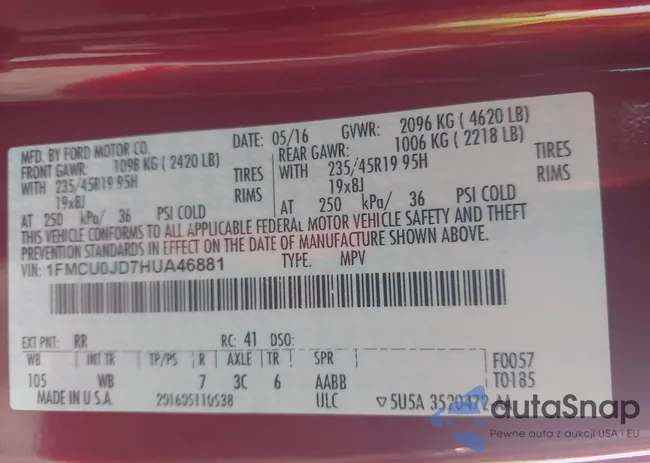 MFD. BY FORD MOTOR CO. DATE: 05/16 GVWR: 2096 KG ( 4620 LB)
FRONT GAWR: 1098 KG ( 2420 LB) REAR GAWR: 1006 KG ( 2218 LB)
WITH 235/45R19 95H TIRES WITH 235/45R19 95H TIRES
19x8J RIMS 19x8J RIMS
AT 250 kPa/ 36 PSI COLD AT 250 kPa/ 36 PSI COLD
THIS VEHICLE CONFORMS TO ALL APPLICABLE FEDERAL MOTOR VEHICLE SAFETY AND THEFT
PREVENTION STANDARDS IN EFFECT ON THE DATE OF MANUFACTURE SHOWN ABOVE.
VIN: 1FMCU0JD7HUA46881 TYPE: MPV
EXT PNT: RR RC: 41 DSO:
WB INT TR TP/PS R AXLE TR SPR F0057
105 WB 7 3C 6 AABB T0185
MADE IN U.S.A. 201605110538 ULC 5U5A 3520472 AA
autaSnap
Pewne auta z aukcji USA i EU